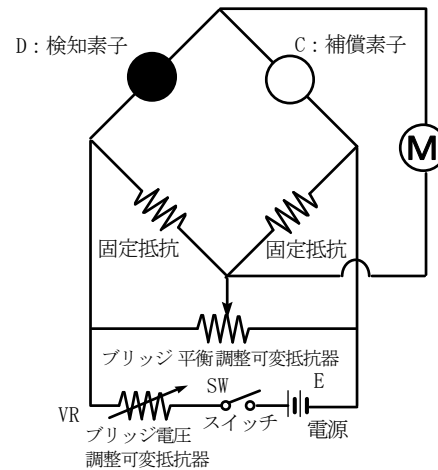 D：検知素子
C：補償素子
M
固定抵抗
固定抵抗
ブリッジ平衡調整可変抵抗器
SW
E
VR
スイッチ
電源
ブリッジ電圧
調整可変抵抗器